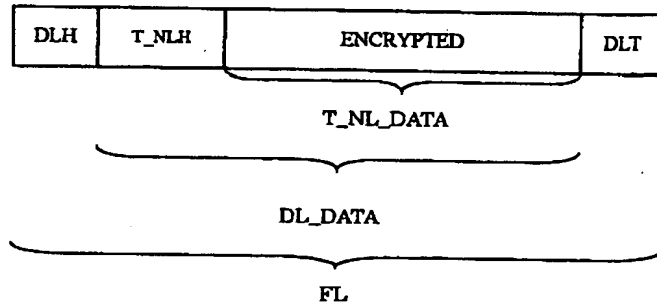 DLH T_NLH ENCRYPTED DLT
T_NL_DATA
DL_DATA
FL